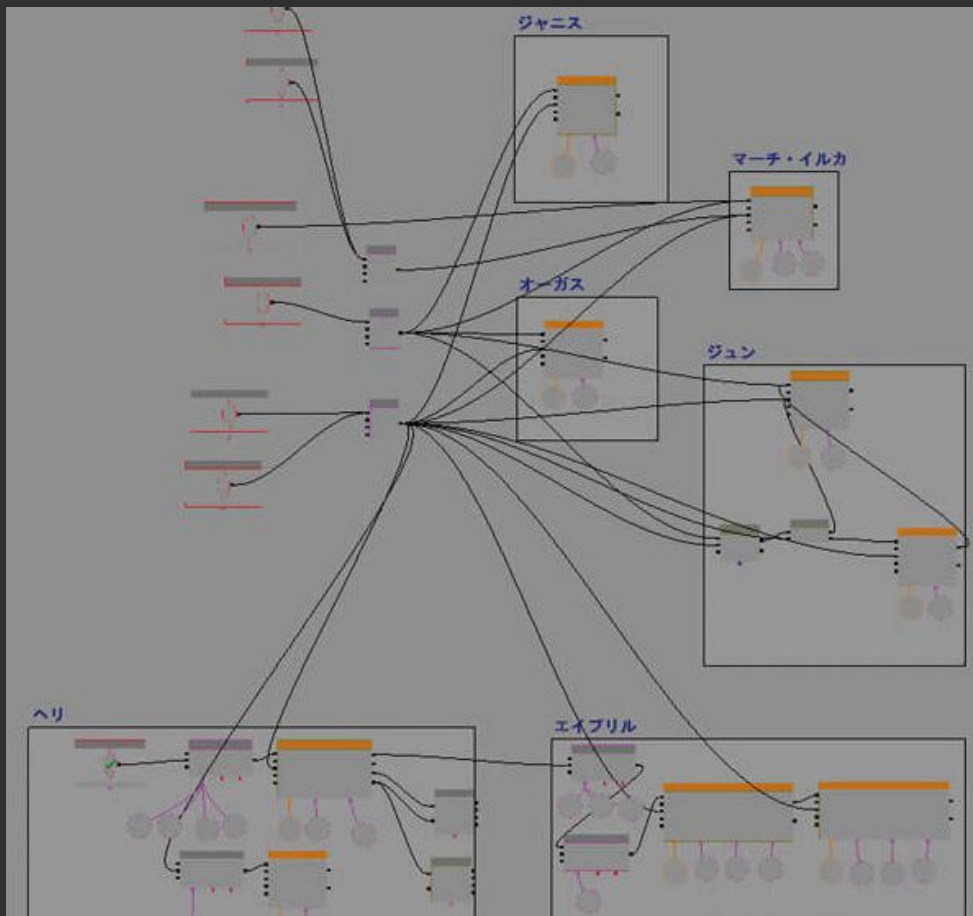 ジャニス
マーチ・イルカ
オーガス
ジュン
ヘリ
エイプリル